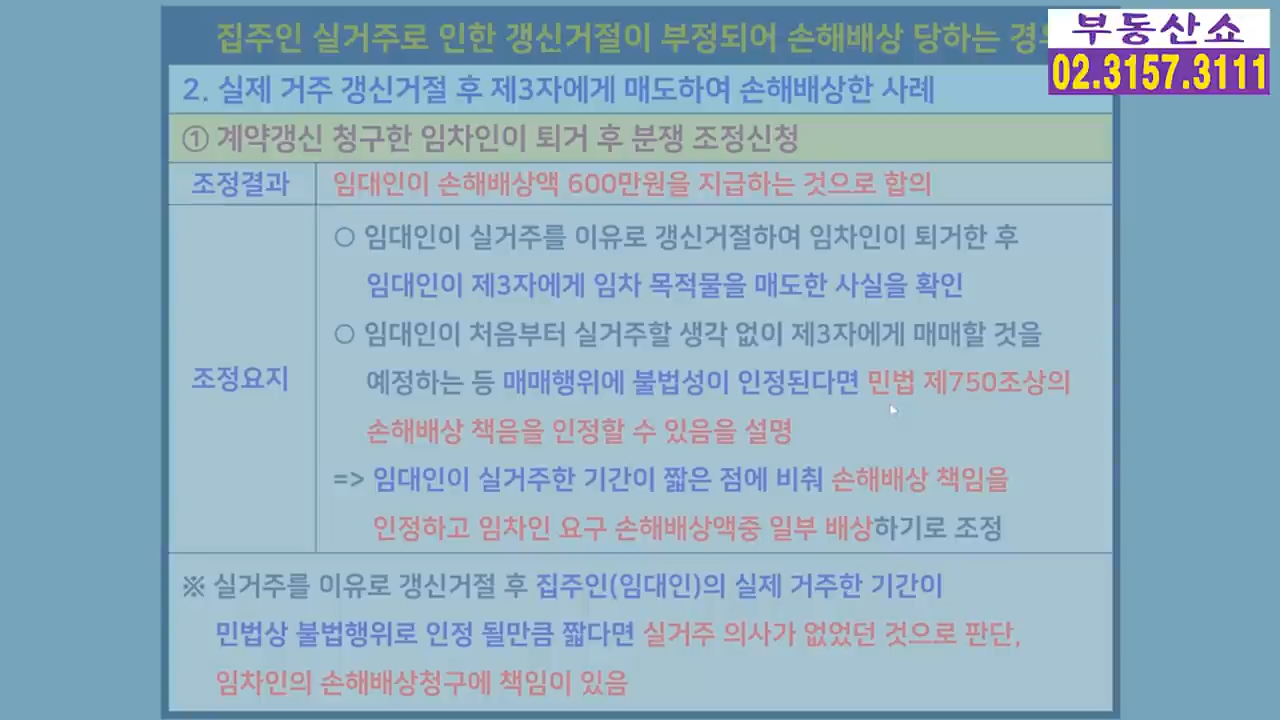 집주인 실거주로 인한 갱신거절이 부정되어 손해배상 당하는 경우
부동산쇼
02.3157.3111
2. 실제 거주 갱신거절 후 제3자에게 매도하여 손해배상한 사례
① 계약갱신 청구한 임차인이 퇴거 후 분쟁 조정신청
조정결과
임대인이 손해배상액 600만원을 지급하는 것으로 합의
조정요지
○ 임대인이 실거주를 이유로 갱신거절하여 임차인이 퇴거한 후
임대인이 제3자에게 임차 목적물을 매도한 사실을 확인
○ 임대인이 처음부터 실거주할 생각 없이 제3자에게 매매할 것을
예정하는 등 매매행위에 불법성이 인정된다면 민법 제750조상의
손해배상 책음을 인정할 수 있음을 설명
=> 임대인이 실거주한 기간이 짧은 점에 비춰 손해배상 책임을
인정하고 임차인 요구 손해배상액중 일부 배상하기로 조정
※ 실거주를 이유로 갱신거절 후 집주인(임대인)의 실제 거주한 기간이
민법상 불법행위로 인정 될만큼 짧다면 실거주 의사가 없었던 것으로 판단,
임차인의 손해배상청구에 책임이 있음